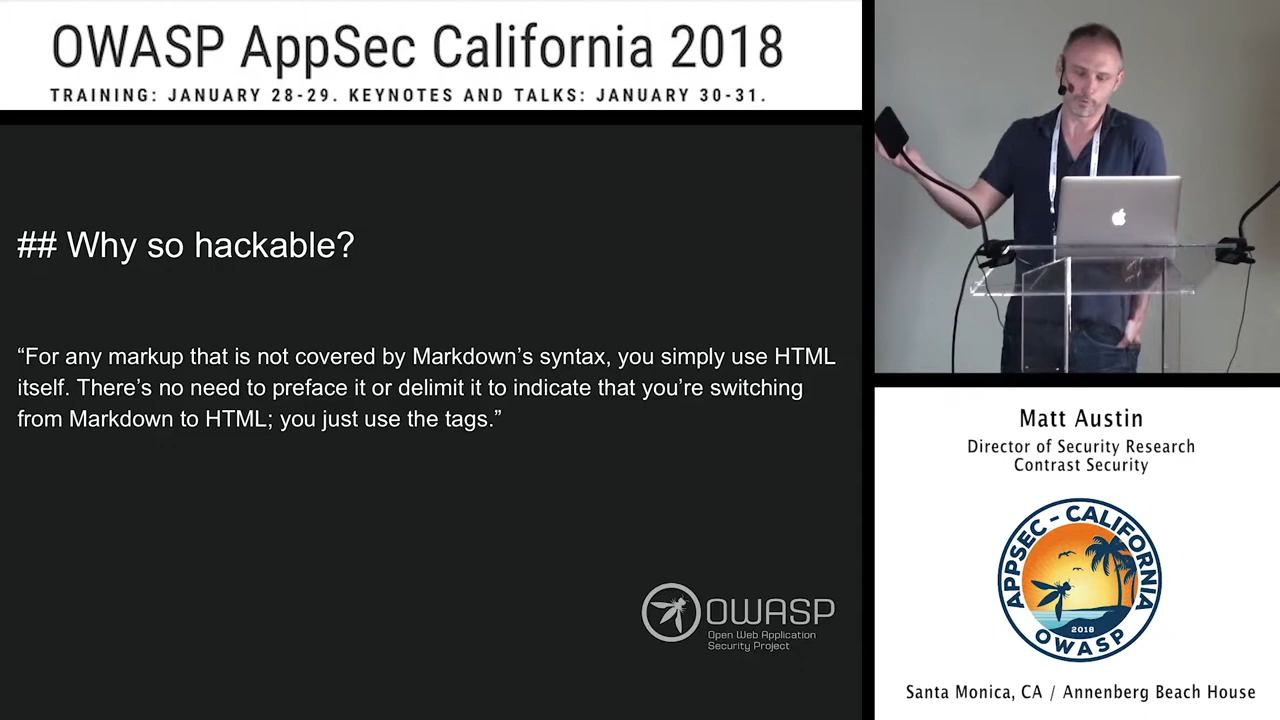 OWASP AppSec California 2018
TRAINING: JANUARY 28-29. KEYNOTES AND TALKS: JANUARY 30-31.
## Why so hackable?
“For any markup that is not covered by Markdown’s syntax, you simply use HTML
itself. There’s no need to preface it or delimit it to indicate that you’re switching
from Markdown to HTML; you just use the tags.”
OWASP
Open Web Application
Security Project
Matt Austin
Director of Security Research
Contrast Security
APPSEC - CALIFORNIA
2018
OWASP
Santa Monica, CA / Annenberg Beach House